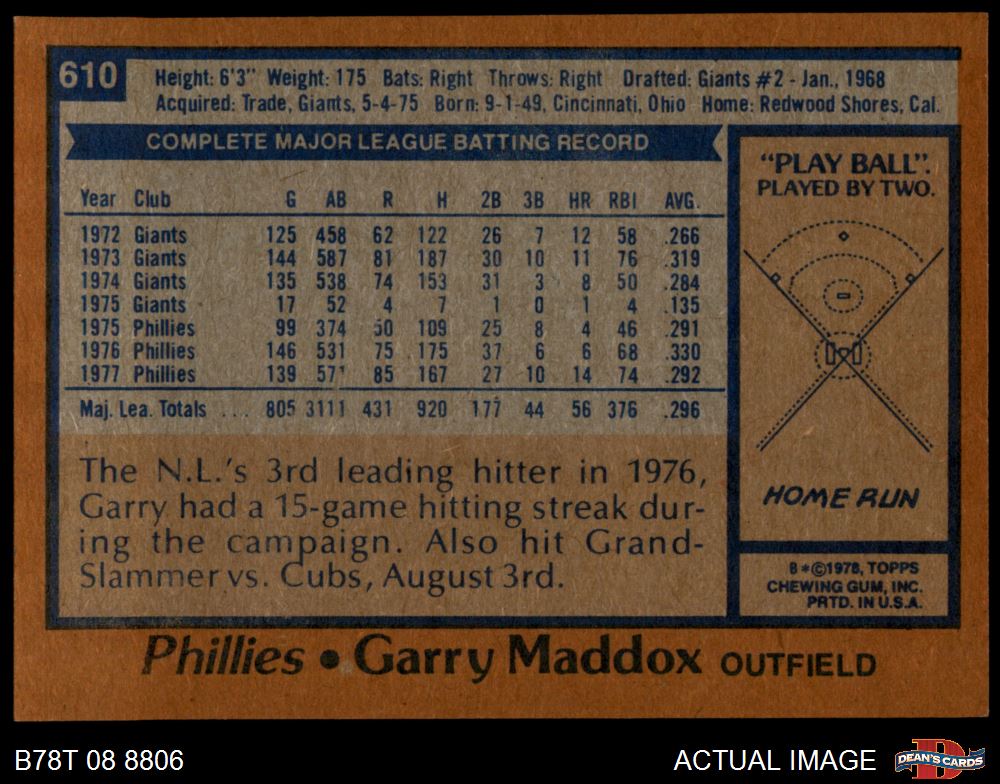 610
Height: 6'3" Weight: 175 Bats: Right Throws: Right Drafted: Giants #2 - Jan., 1968
Acquired: Trade, Giants, 5-4-75 Born: 9-1-49, Cincinnati, Ohio Home: Redwood Shores, Cal.
COMPLETE MAJOR LEAGUE BATTING RECORD
Year Club G AB R H 2B 3B HR RBI AVG.
1972 Giants 125 458 62 122 26 7 12 58 .266
1973 Giants 144 587 81 187 30 10 11 76 .319
1974 Giants 135 538 74 153 31 3 8 50 .284
1975 Giants 17 52 4 7 1 0 1 4 .135
1975 Phillies 99 374 50 109 25 8 4 46 .291
1976 Phillies 146 531 75 175 37 6 6 68 .330
1977 Phillies 139 571 85 167 27 10 14 74 .292
Maj. Lea. Totals ... 805 3111 431 920 177 44 56 376 .296
The N.L.'s 3rd leading hitter in 1976,
Garry had a 15-game hitting streak dur-
ing the campaign. Also hit Grand-
Slammer vs. Cubs, August 3rd.
"PLAY BALL".
PLAYED BY TWO.
HOME RUN
B*©1978, TOPPS
CHEWING GUM, INC.
PRTD. IN U.S.A.
Phillies • Garry Maddox OUTFIELD
B78T 08 8806
ACTUAL IMAGE
D
DEAN'S CARDS